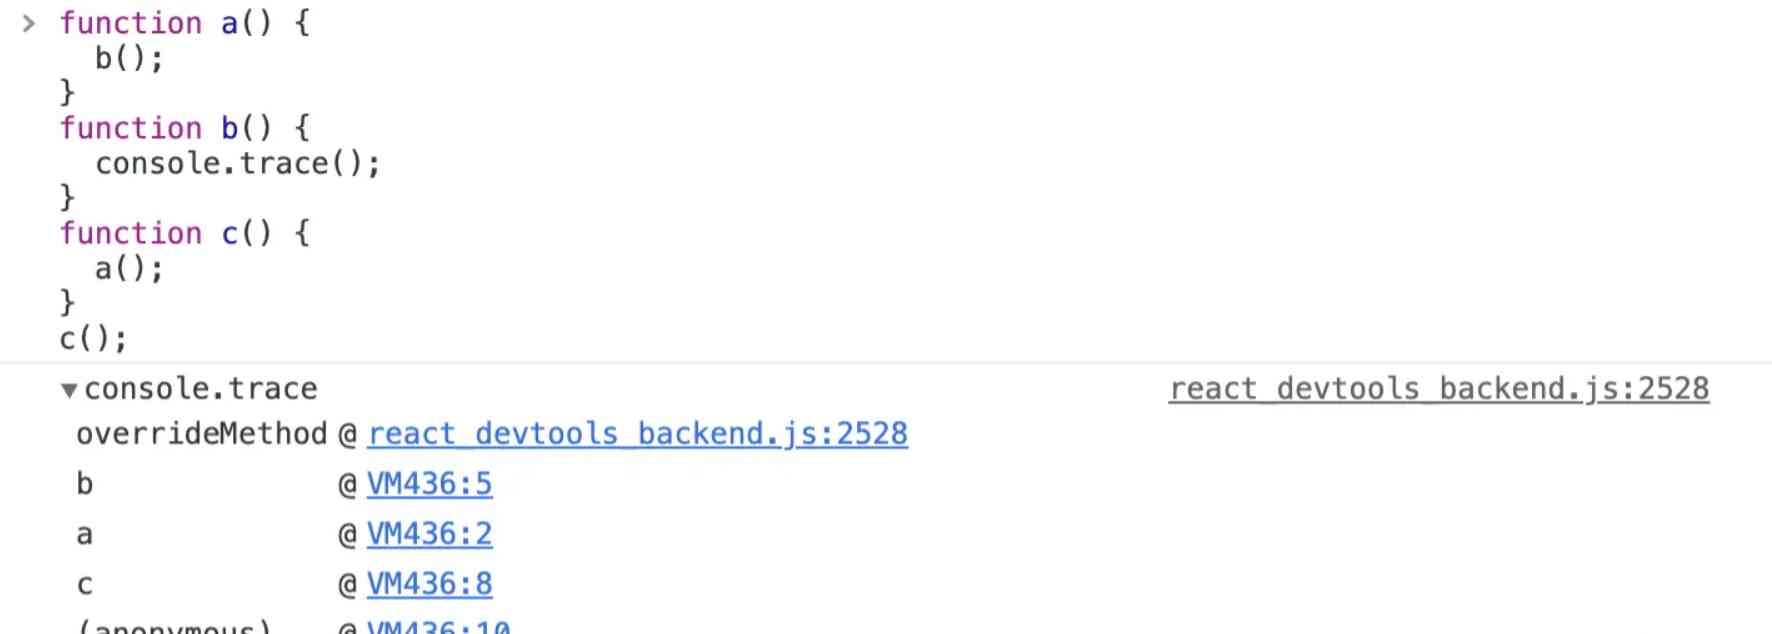 > function a() {
b();
}
function b() {
console.trace();
}
function c() {
a();
}
c();
▼console.trace react_devtools_backend.js:2528
overrideMethod @ react_devtools_backend.js:2528
b @ VM436:5
a @ VM436:2
c @ VM436:8
(anonymous) @ VM436:10